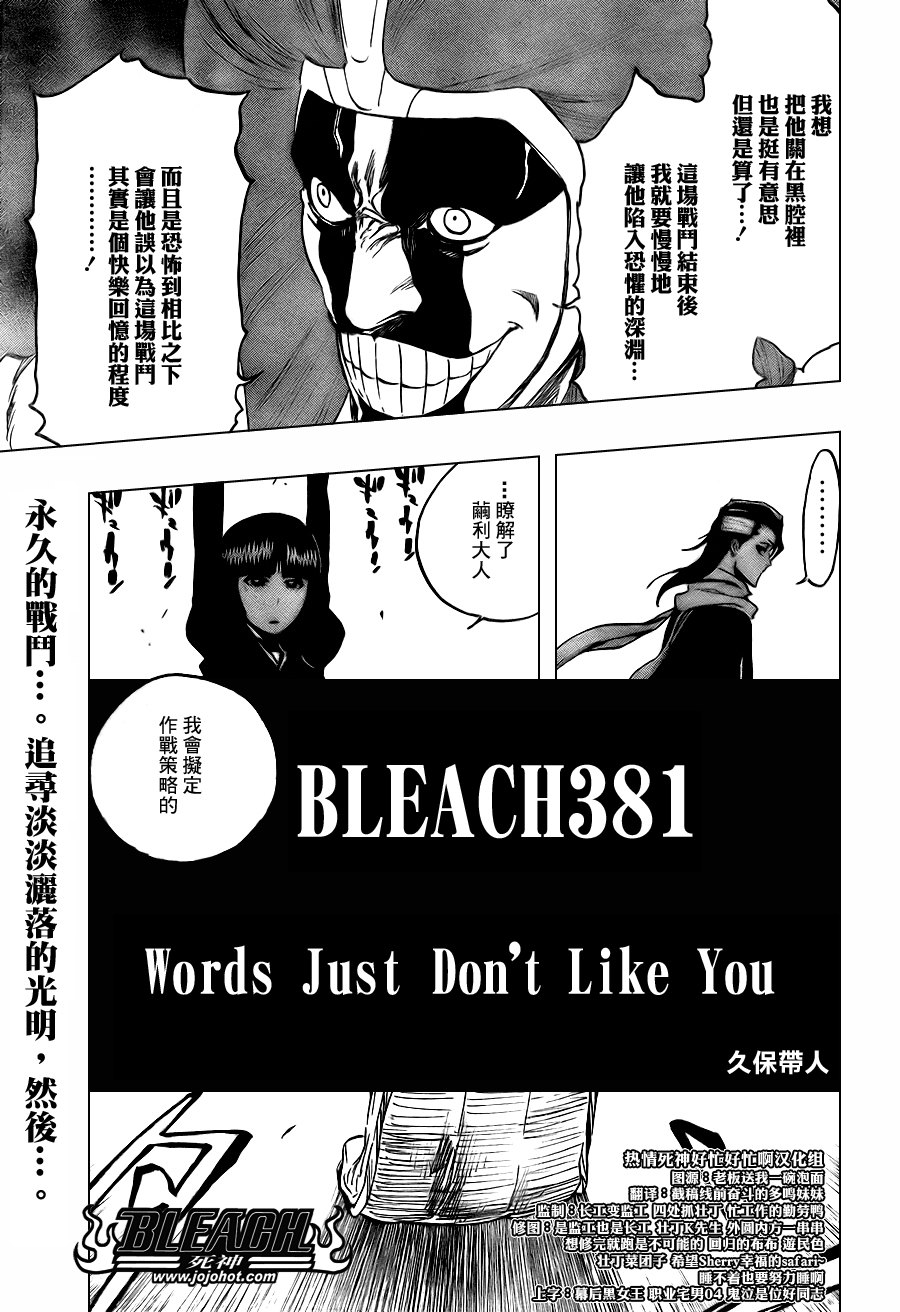 我想
把他關在黑腔裡
也是挺有意思
但還是算了…!
這場戰鬥結束後
我就要慢慢地
讓他陷入恐懼的深淵…
而且是恐怖到相比之下
會讓他誤以為這場戰鬥
其實是個快樂回憶的程度
…………!
………
…瞭解了
繭利大人
我會擬定
作戰策略的
永久的戰鬥…。追尋淡淡灑落的光明，然後…。
BLEACH381
Words Just Don't Like You
久保帶人
热情死神好忙好忙啊汉化组
图源：老板送我一碗泡面
翻译：截稿线前奋斗的多鸣妹妹
监制：长工变监工 四处抓壮丁 忙工作的勤劳鸭
修图：是监工也是长工 壮丁K先生 外圆内方一串串
想修完就跑是不可能的 回归的布布 遊民色
壮丁菜团子 希望Sherry幸福的safari~
睡不着也要努力睡啊
上字：幕后黑女王 职业宅男04 鬼泣是位好同志
BLEACH
死神
www.jojohot.com